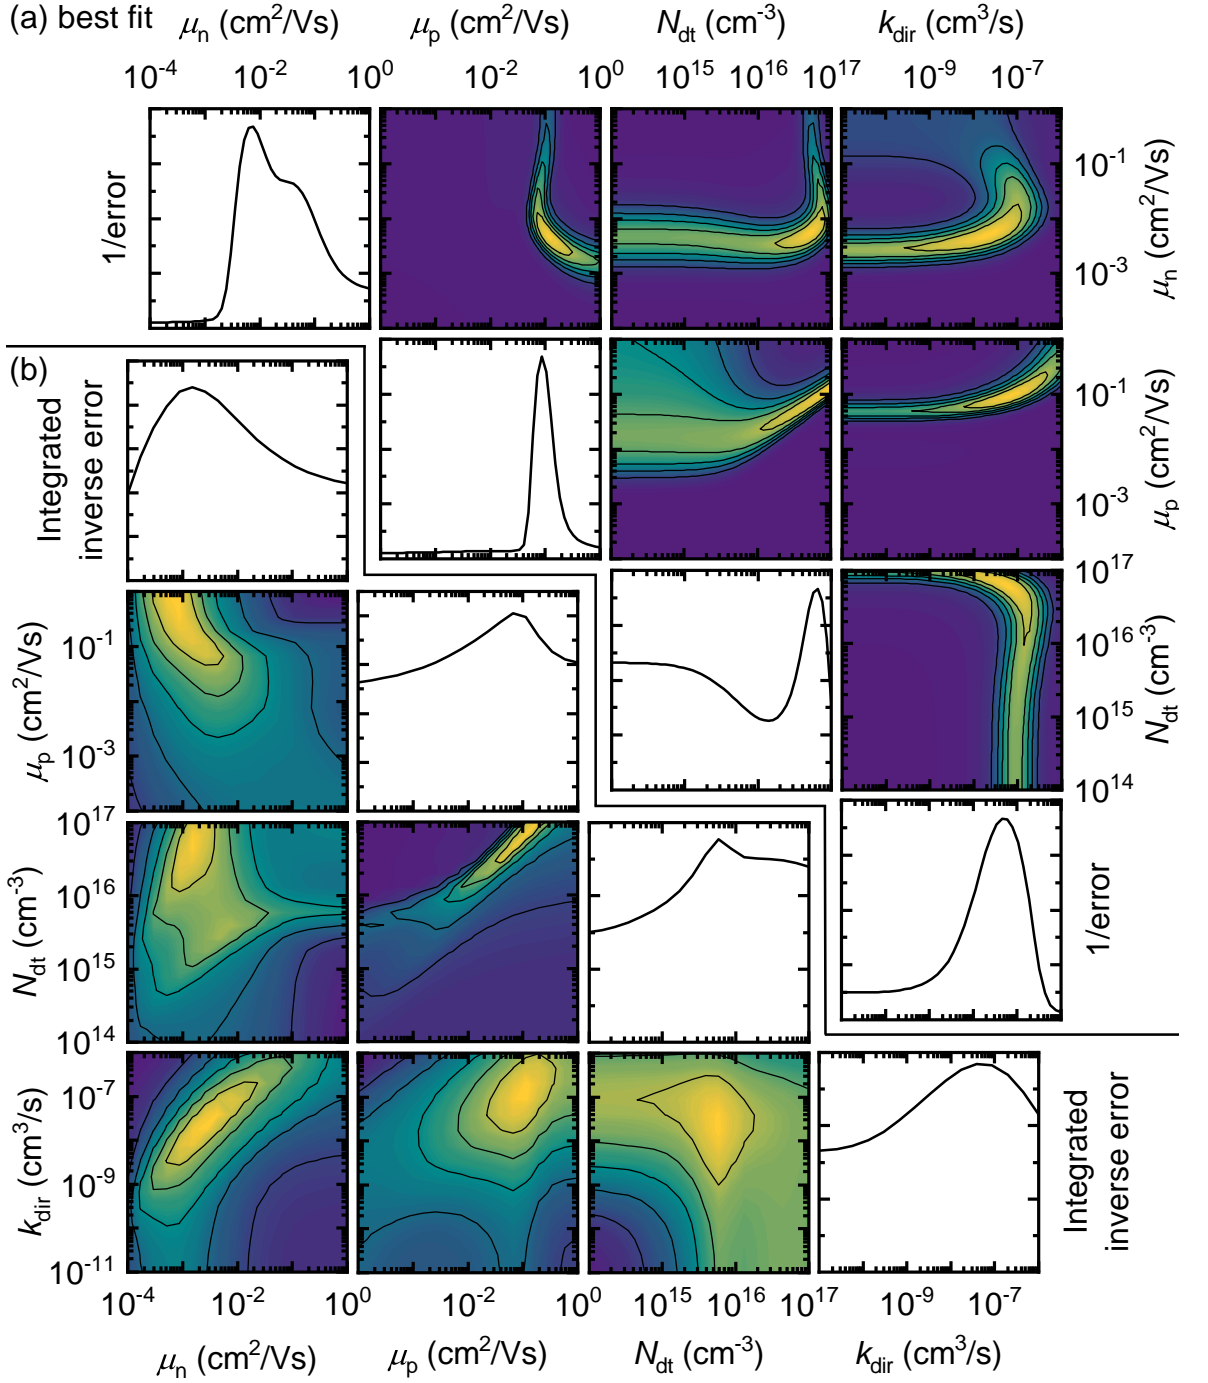 (a) best fit
μn (cm2/Vs) μp (cm2/Vs) Ndt (cm-3) kdir (cm3/s)
10-4 10-2 100 10-2 100 1015 1016 1017 10-9 10-7
1/error
10-1
10-3
μn (cm2/Vs)
(b)
Integrated
inverse error
10-1
10-3
μp (cm2/Vs)
1017
1016
1015
1014
Ndt (cm-3)
μp (cm2/Vs)
10-1
10-3
1/error
Ndt (cm-3)
1017
1016
1015
1014
kdir (cm3/s)
10-7
10-9
10-11
Integrated
inverse error
10-4 10-2 100 10-2 100 1015 1016 1017 10-9 10-7
μn (cm2/Vs) μp (cm2/Vs) Ndt (cm-3) kdir (cm3/s)